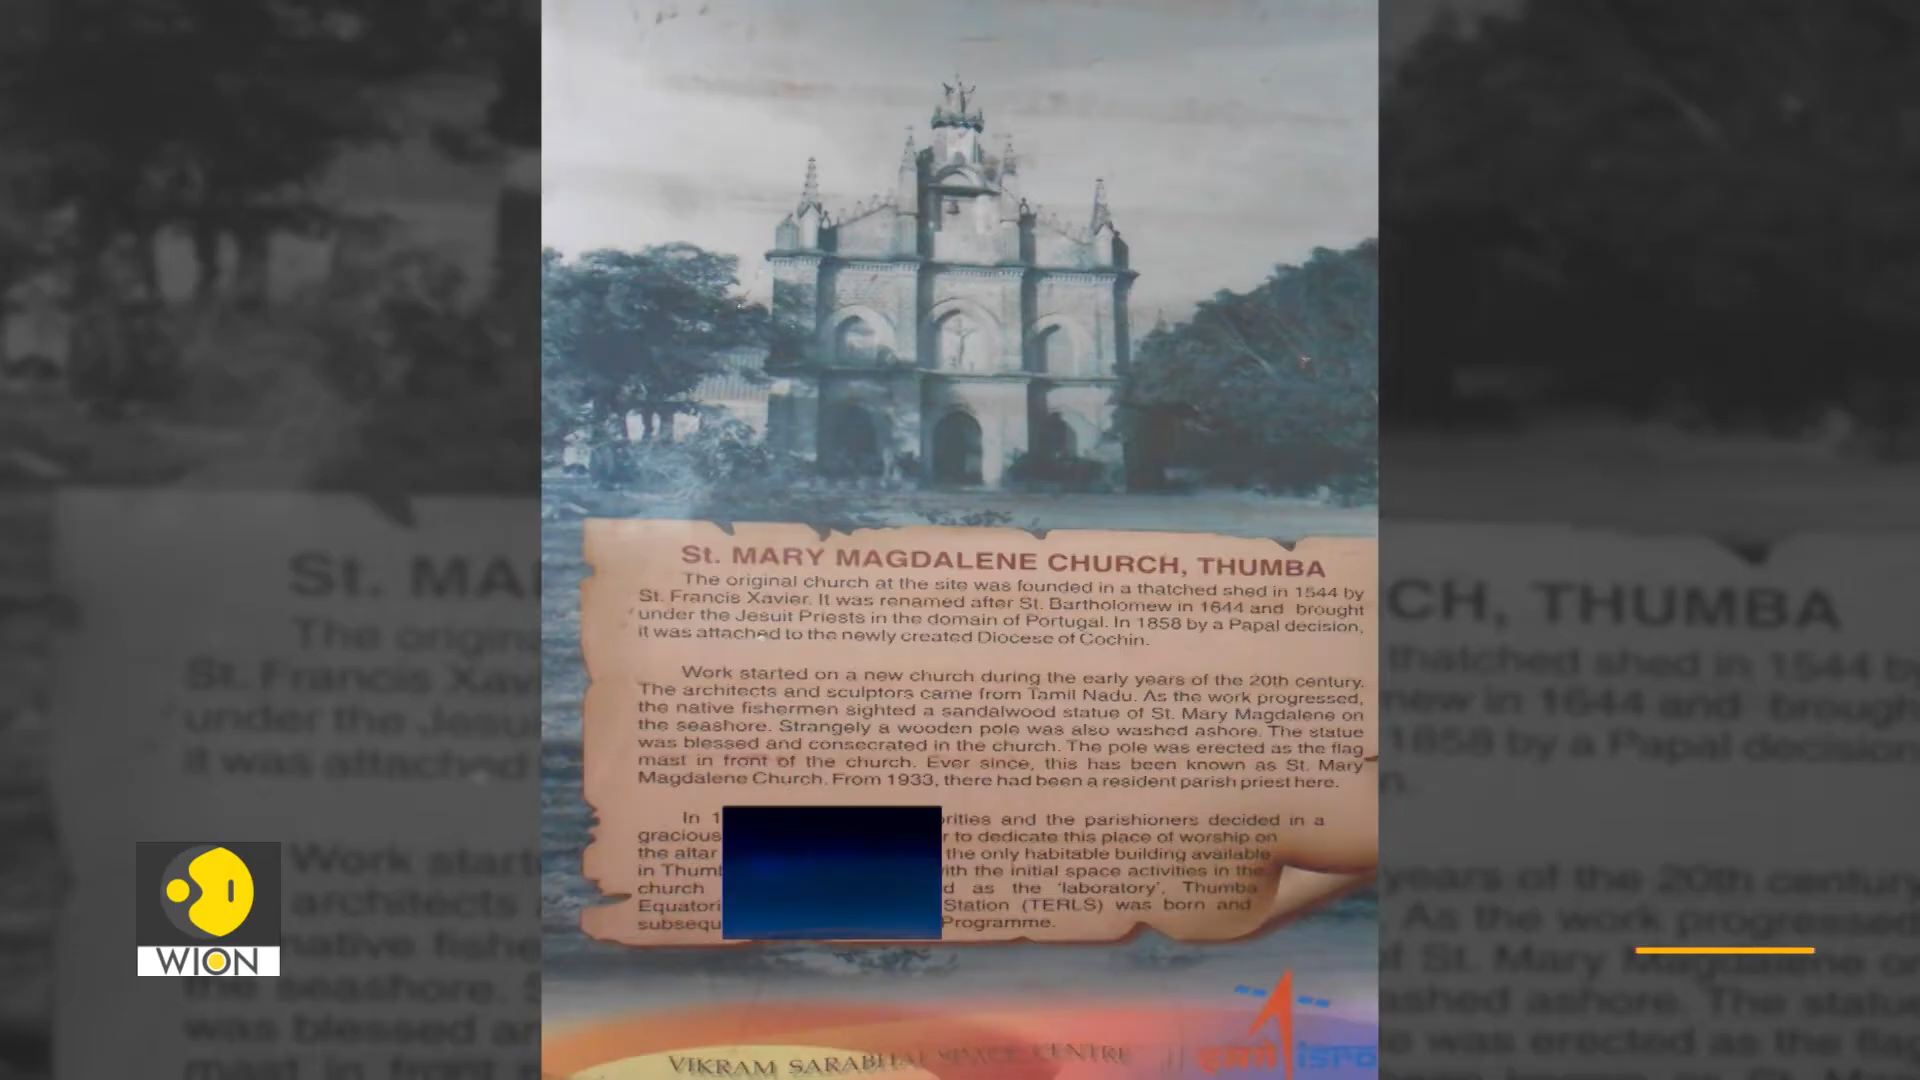 St. MARY MAGDALENE CHURCH, THUMBA
The original church at the site was founded in a thatched shed in 1544 by
St. Francis Xavier. It was renamed after St. Bartholomew in 1644 and brought
under the Jesuit Priests in the domain of Portugal. In 1858 by a Papal decision,
it was attached to the newly created Diocese of Cochin.
Work started on a new church during the early years of the 20th century.
The architects and sculptors came from Tamil Nadu. As the work progressed,
the native fishermen sighted a sandalwood statue of St. Mary Magdalene on
the seashore. Strangely a wooden pole was also washed ashore. The statue
was blessed and consecrated in the church. The pole was erected as the flag
mast in front of the church. Ever since, this has been known as St. Mary
Magdalene Church. From 1933, there had been a resident parish priest here.
In and the parishioners decided in a
gracious to dedicate this place of worship on
the altar the only habitable building available
in the initial space activities in the
church as the 'laboratory', Thumba
Station (TERLS) was born and
Programme.
VIKRAM SARABHAI SPACE CENTRE
इसरो isro
WION